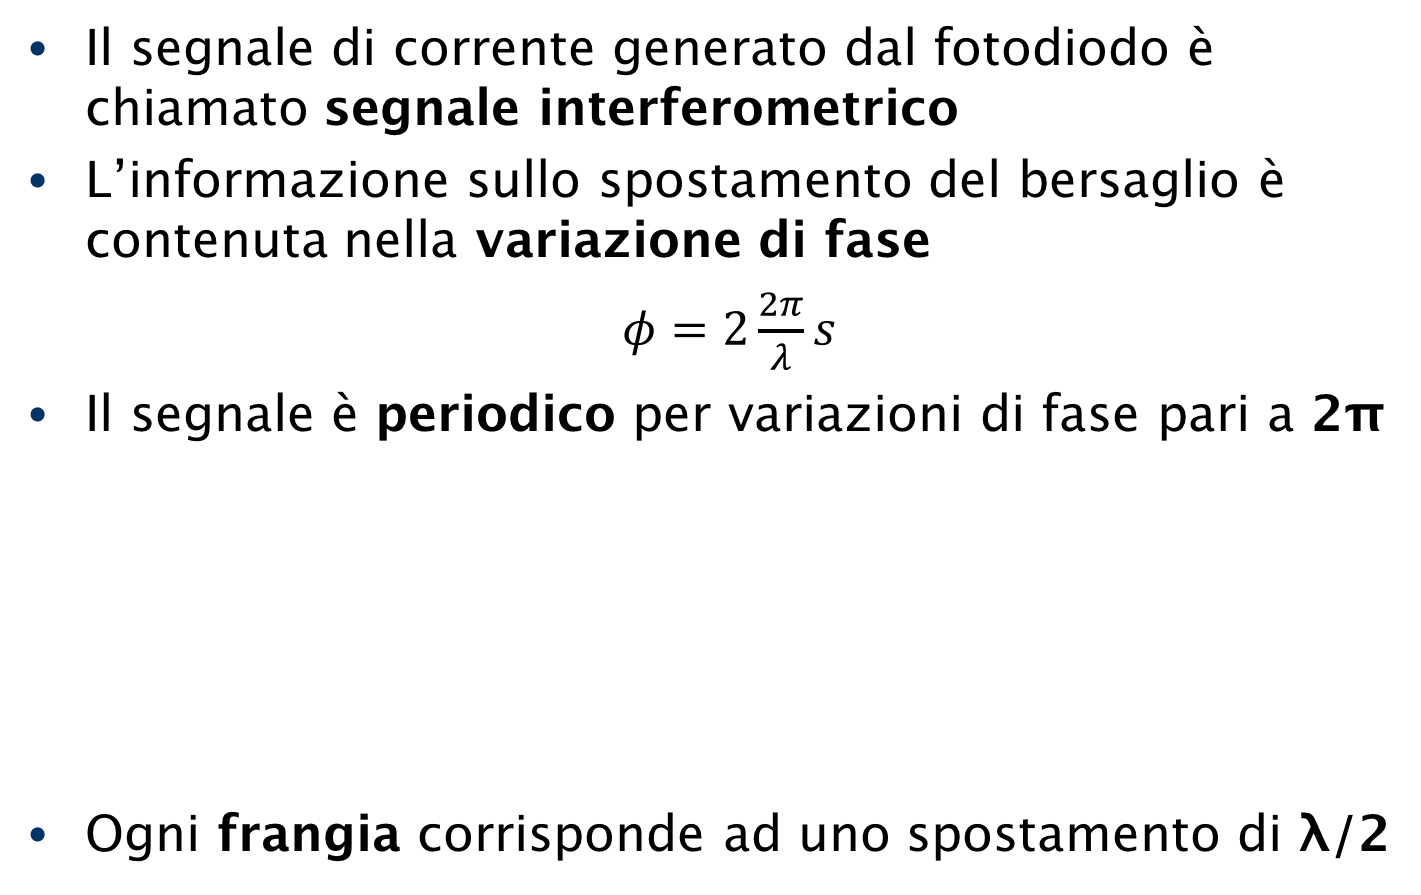 • Il segnale di corrente generato dal fotodiodo è
chiamato segnale interferometrico
• L’informazione sullo spostamento del bersaglio è
contenuta nella variazione di fase
𝜙 = 2 2𝜋/𝜆 𝑠
• Il segnale è periodico per variazioni di fase pari a 2π
• Ogni frangia corrisponde ad uno spostamento di λ/2